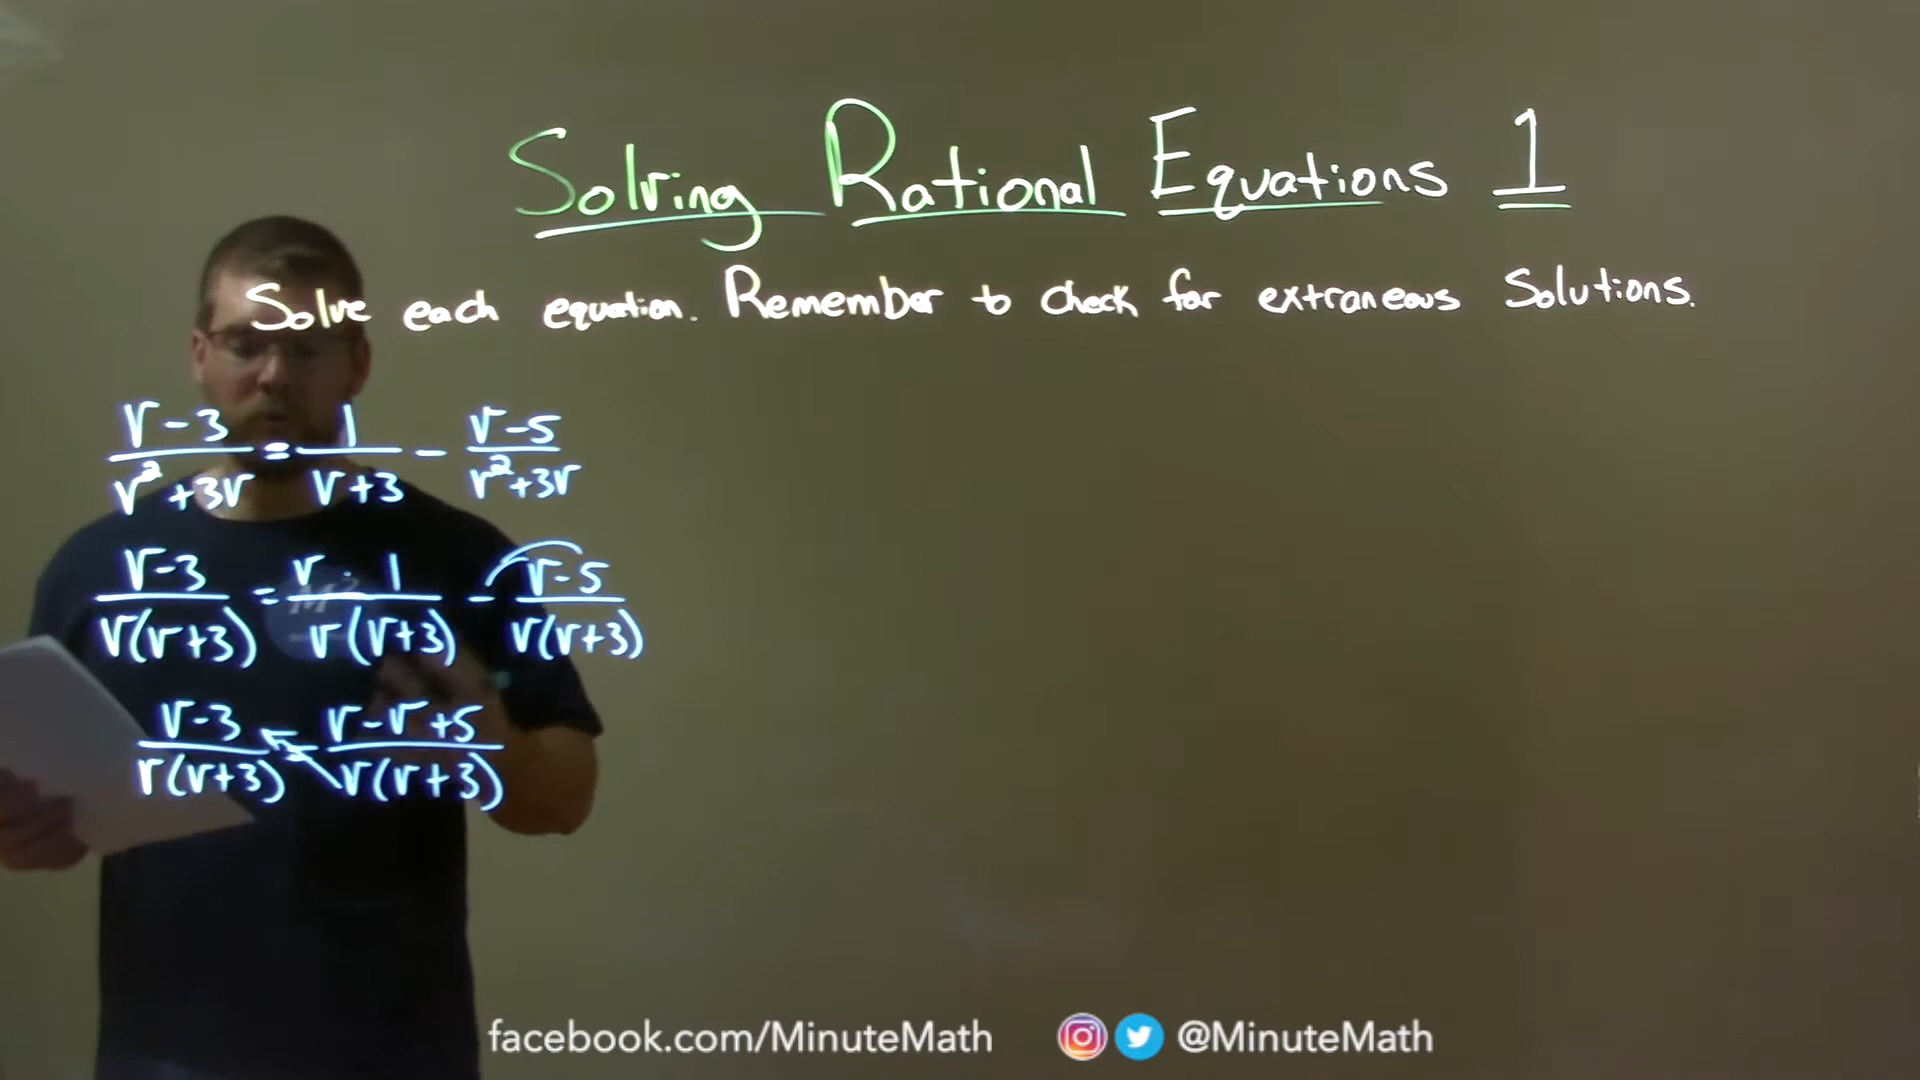 Solving Rational Equations 1
Solve each equation. Remember to check for extraneous Solutions.
(r-3)/(r²+3r) = 1/(r+3) - (r-5)/(r²+3r)
(r-3)/(r(r+3)) = (r · 1)/(r(r+3)) - (r-5)/(r(r+3))
(r-3)/(r(r+3)) = (r-r+5)/(r(r+3))
facebook.com/MinuteMath @MinuteMath